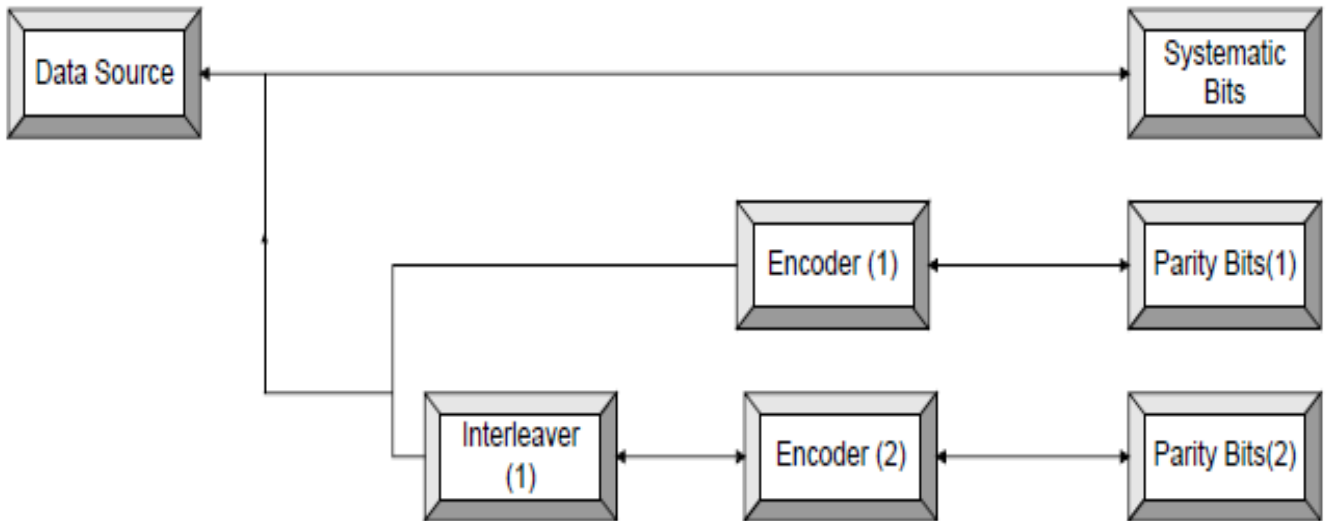 Data Source
Systematic
Bits
Encoder (1)
Parity Bits(1)
Interleaver
(1)
Encoder (2)
Parity Bits(2)